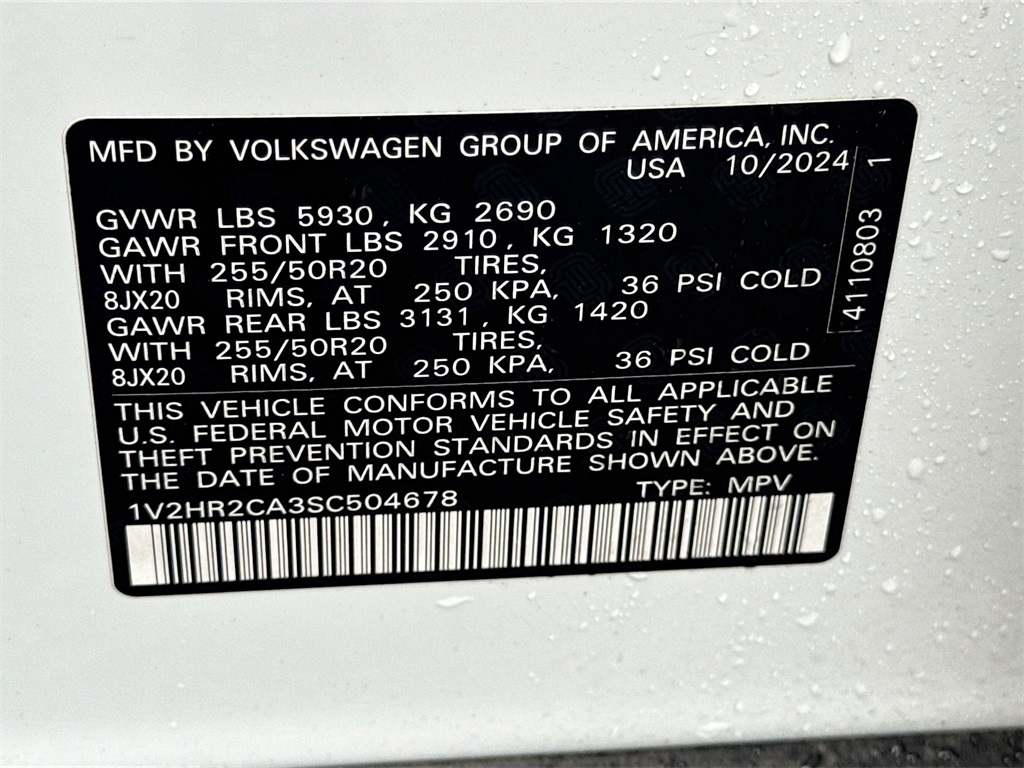 MFD BY VOLKSWAGEN GROUP OF AMERICA, INC.
USA 10/2024
GVWR LBS 5930, KG 2690
GAWR FRONT LBS 2910, KG 1320
WITH 255/50R20 TIRES,
8JX20 RIMS, AT 250 KPA, 36 PSI COLD
GAWR REAR LBS 3131, KG 1420
WITH 255/50R20 TIRES,
8JX20 RIMS, AT 250 KPA, 36 PSI COLD
THIS VEHICLE CONFORMS TO ALL APPLICABLE
U.S. FEDERAL MOTOR VEHICLE SAFETY AND
THEFT PREVENTION STANDARDS IN EFFECT ON
THE DATE OF MANUFACTURE SHOWN ABOVE.
1V2HR2CA3SC504678 TYPE: MPV
4110803 1